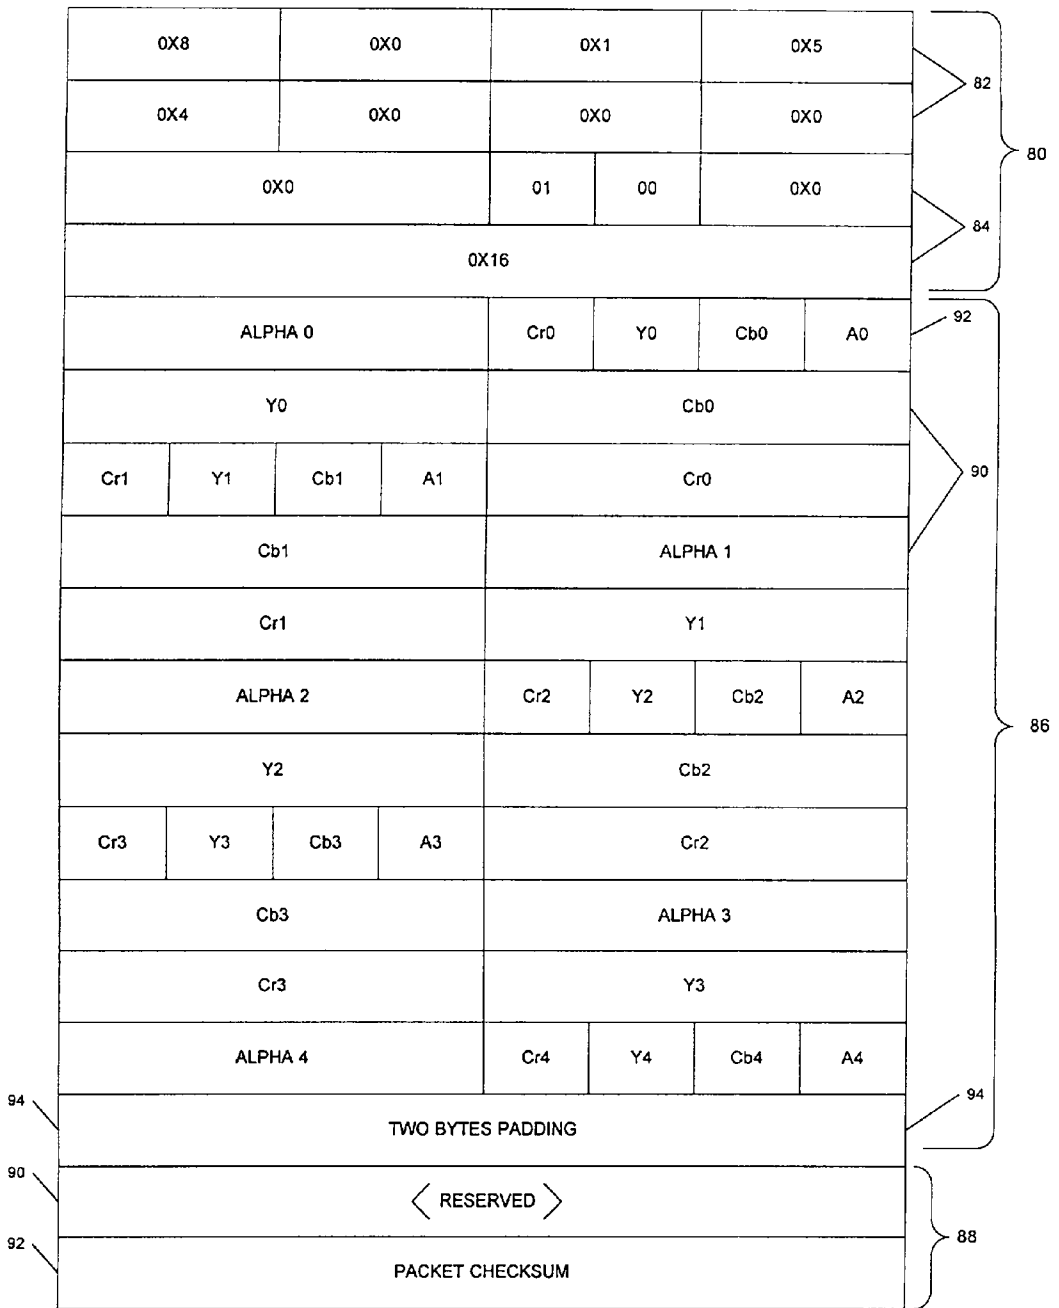 0X8 0X0 0X1 0X5
82
0X4 0X0 0X0 0X0
80
0X0 01 00 0X0
84
0X16
ALPHA 0 Cr0 Y0 Cb0 A0 92
Y0 Cb0
Cr1 Y1 Cb1 A1 Cr0 90
Cb1 ALPHA 1
Cr1 Y1
ALPHA 2 Cr2 Y2 Cb2 A2
86
Y2 Cb2
Cr3 Y3 Cb3 A3 Cr2
Cb3 ALPHA 3
Cr3 Y3
ALPHA 4 Cr4 Y4 Cb4 A4
94 94
TWO BYTES PADDING
90
< RESERVED >
92 88
PACKET CHECKSUM